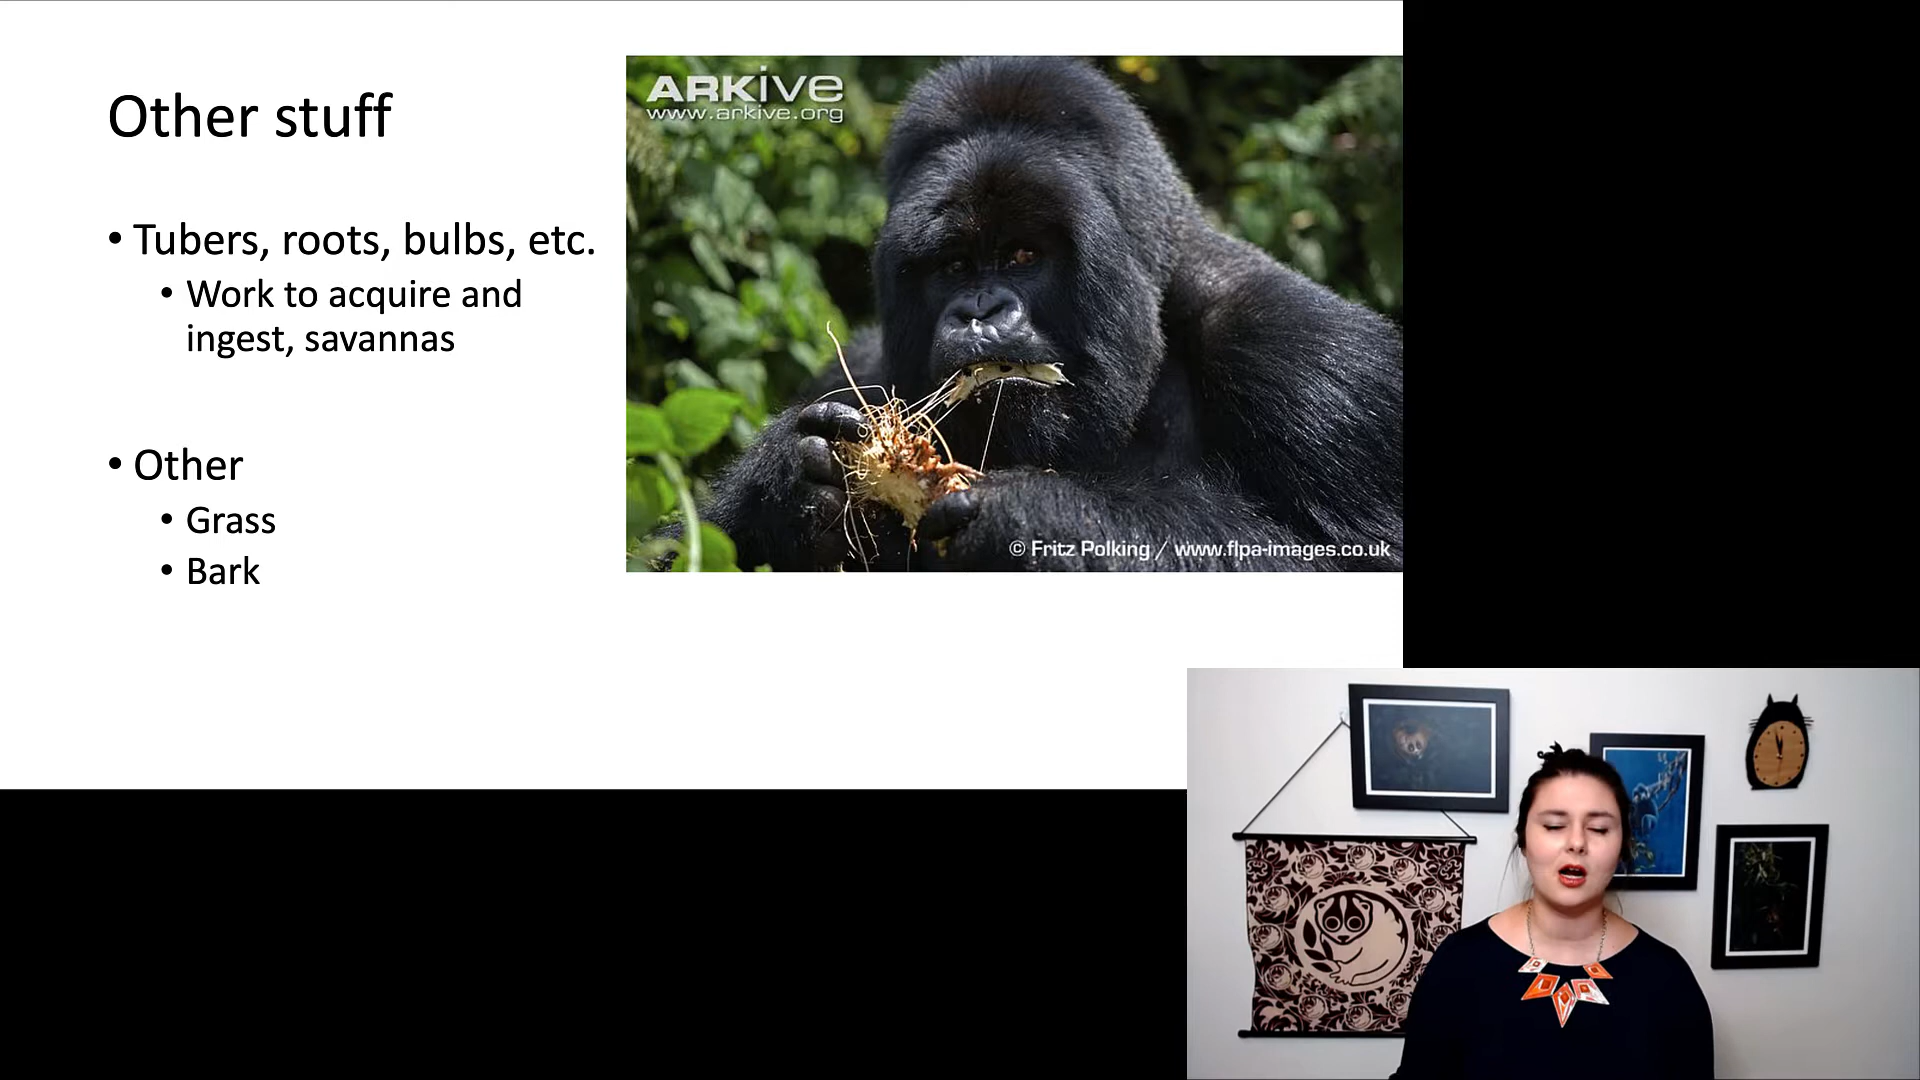 Other stuff
• Tubers, roots, bulbs, etc.
• Work to acquire and
ingest, savannas
• Other
• Grass
• Bark
ARKive
www.arkive.org
© Fritz Polking / www.flpa-images.co.uk